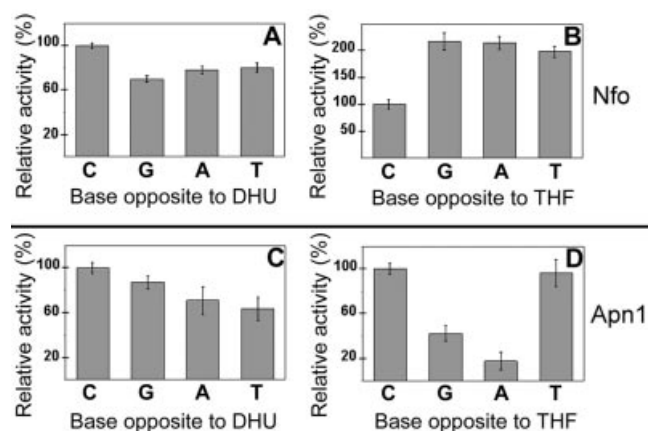 A
Relative activity (%)
100
60
20
C G A T
Base opposite to DHU
B
Relative activity (%)
200
150
100
50
C G A T
Base opposite to THF
Nfo
C
Relative activity (%)
100
60
20
C G A T
Base opposite to DHU
D
Relative activity (%)
100
60
20
C G A T
Base opposite to THF
Apn1